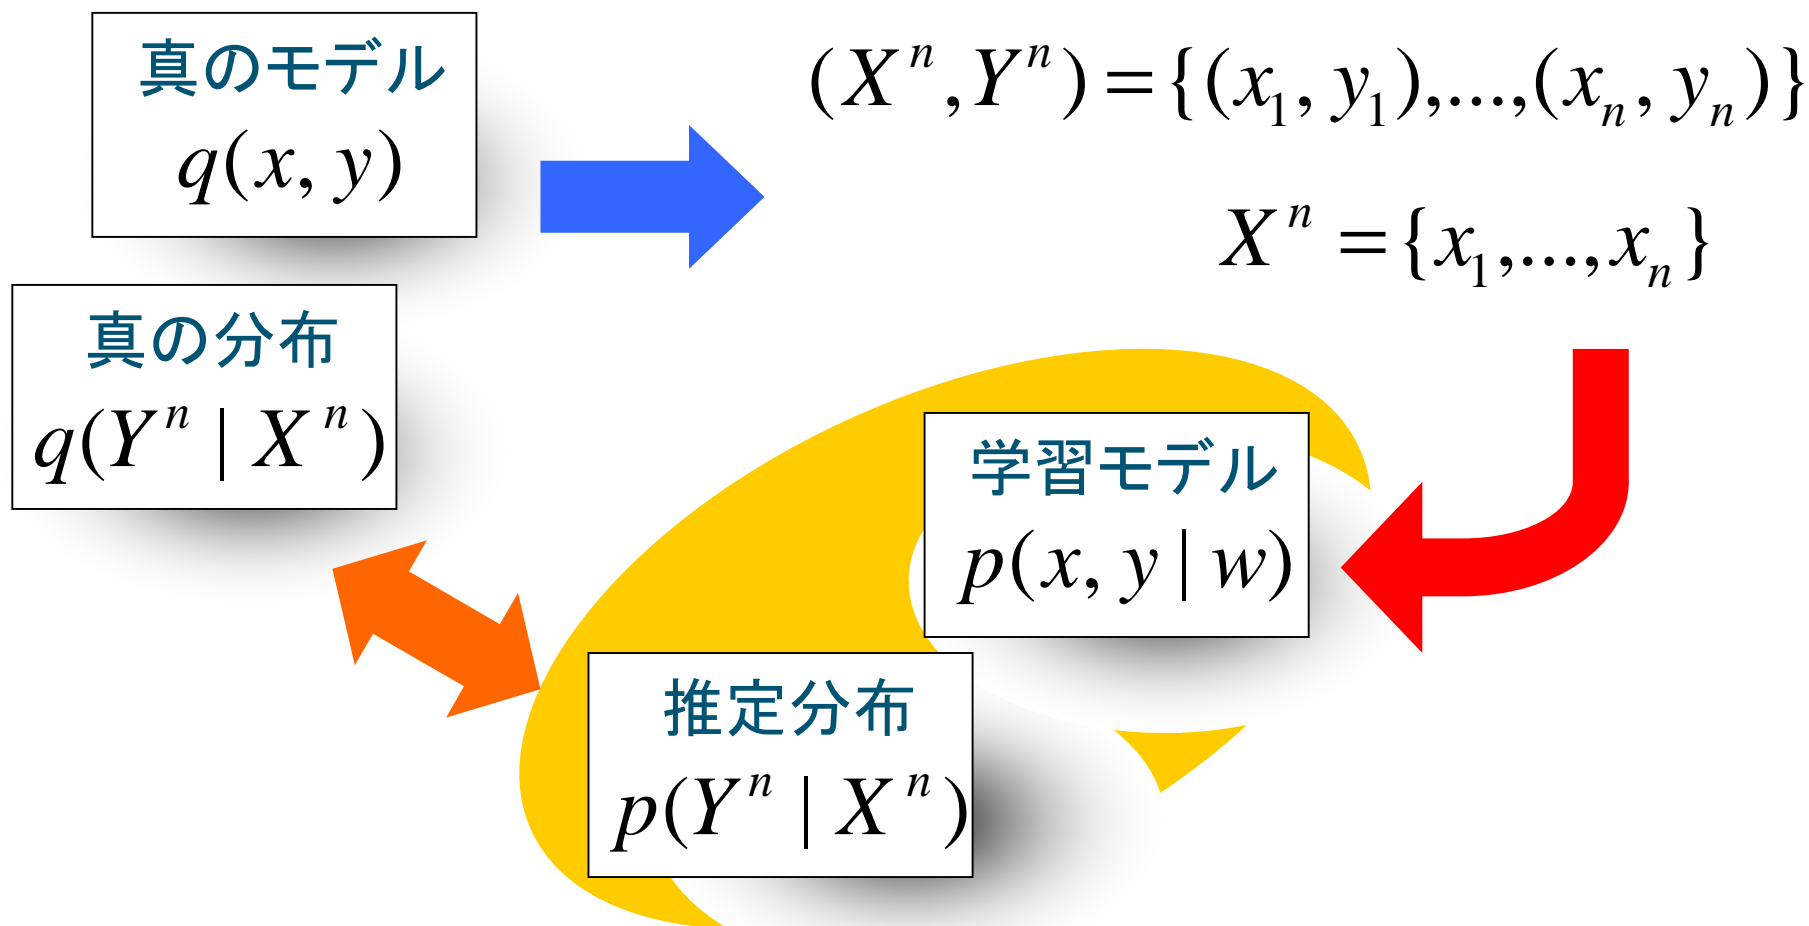 真のモデル
q(x, y)
(X^n, Y^n) = {(x_1, y_1),...,(x_n, y_n)}
X^n = {x_1,...,x_n}
真の分布
q(Y^n | X^n)
学習モデル
p(x, y | w)
推定分布
p(Y^n | X^n)